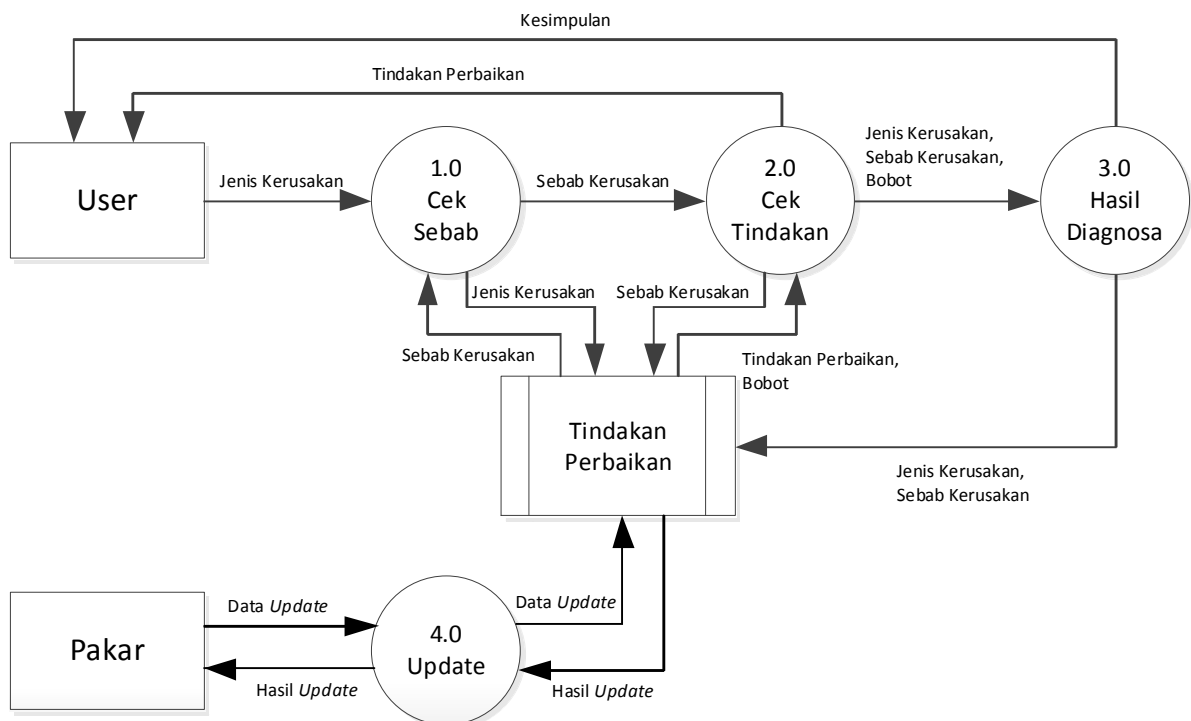 Kesimpulan
Tindakan Perbaikan
User
Jenis Kerusakan
1.0
Cek
Sebab
Sebab Kerusakan
2.0
Cek
Tindakan
Jenis Kerusakan,
Sebab Kerusakan,
Bobot
3.0
Hasil
Diagnosa
Jenis Kerusakan
Sebab Kerusakan
Sebab Kerusakan
Tindakan Perbaikan,
Bobot
Tindakan
Perbaikan
Jenis Kerusakan,
Sebab Kerusakan
Pakar
Data Update
Hasil Update
4.0
Update
Data Update
Hasil Update